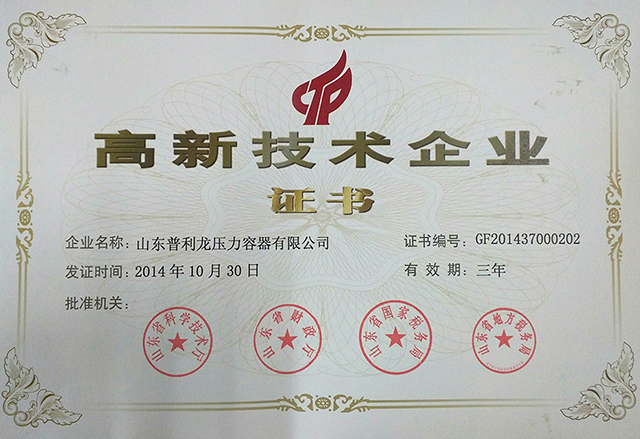 高新技术企业
证书
企业名称：山东普利龙压力容器有限公司
证书编号：GF201437000202
发证时间：2014年10月30日
有效期：三年
批准机关：
山东省科学技术厅
山东省财政厅
山东省国家税务局
山东省地方税务局